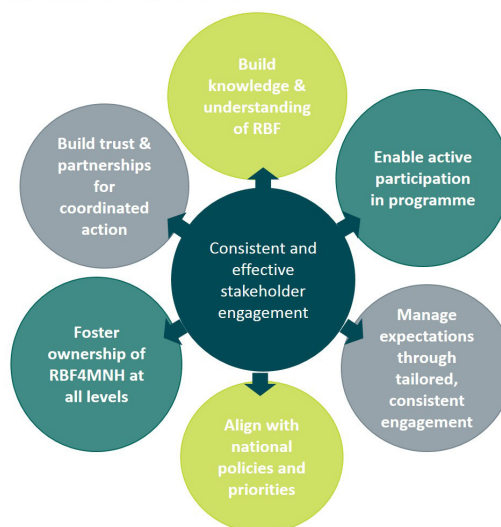 Build
knowledge &
understanding
of RBF
Enable active
participation
in programme
Manage
expectations
through
tailored,
consistent
engagement
Align with
national
policies and
priorities
Foster
ownership of
RBF4MNH at
all levels
Build trust &
partnerships
for
coordinated
action
Consistent and
effective
stakeholder
engagement